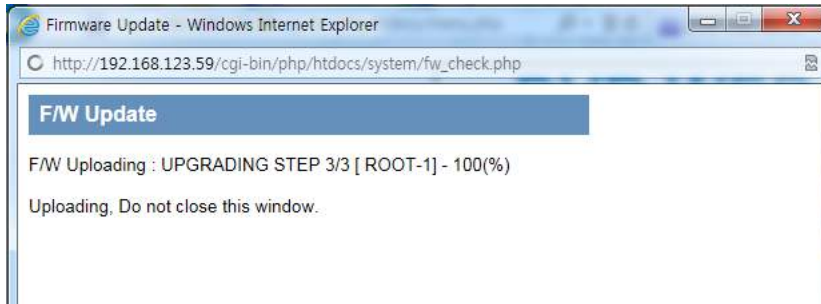 Firmware Update - Windows Internet Explorer
http://192.168.123.59/cgi-bin/php/htdocs/system/fw_check.php
F/W Update
F/W Uploading : UPGRADING STEP 3/3 [ ROOT-1] - 100(%)
Uploading, Do not close this window.